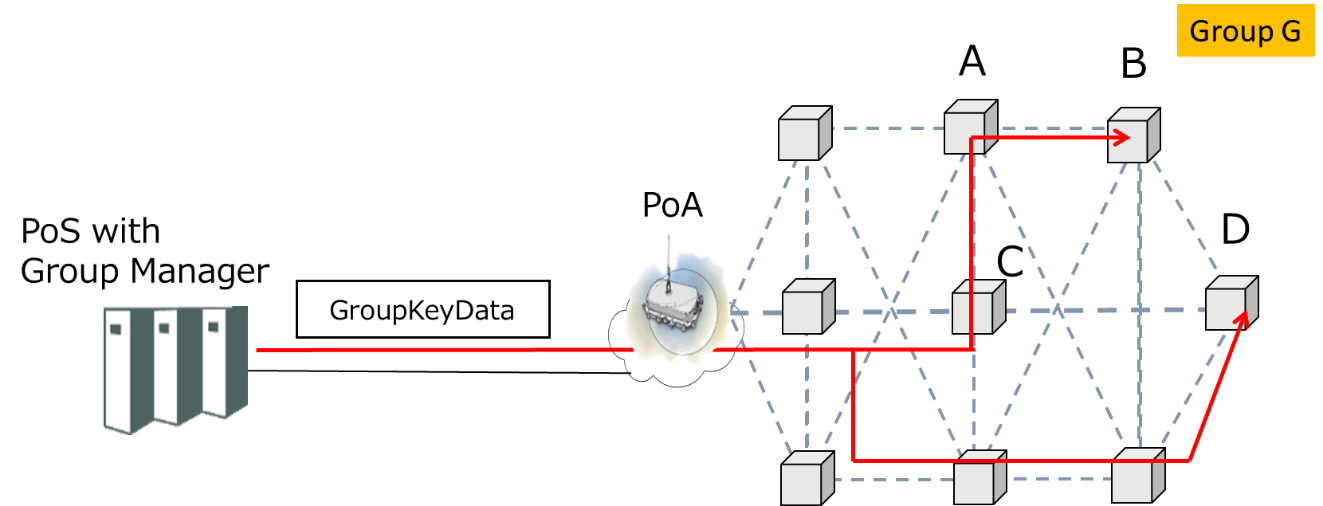 Group G
A
B
PoA
PoS with
Group Manager
D
C
GroupKeyData